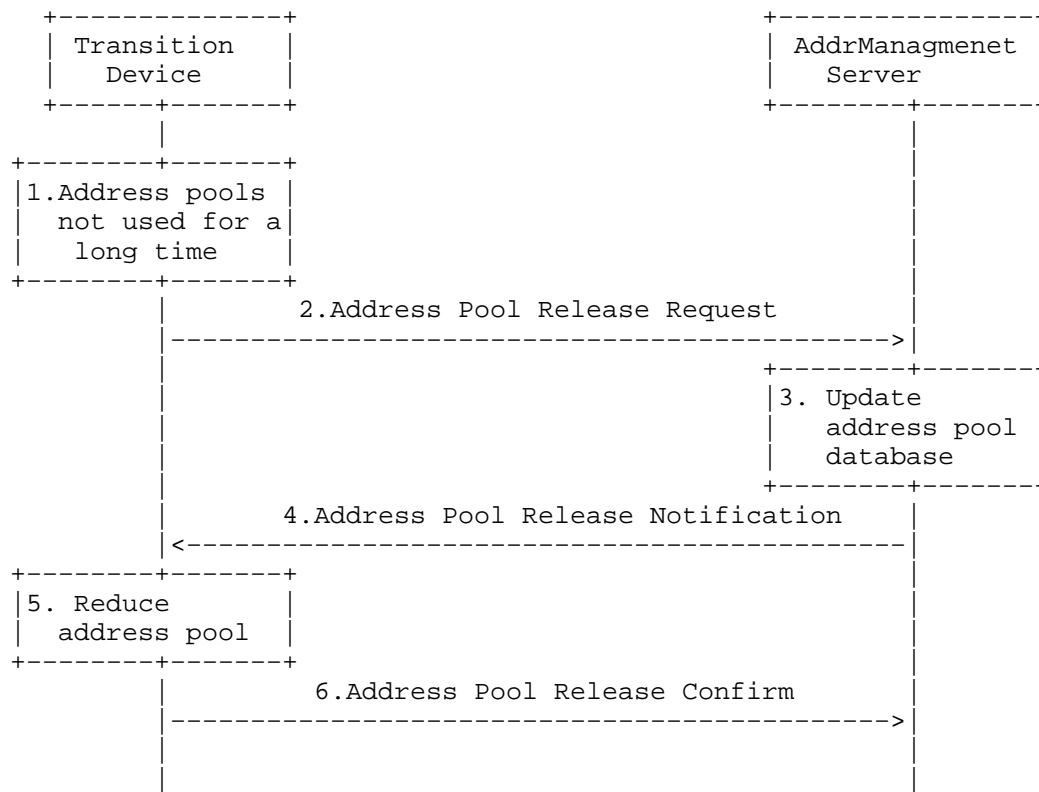 Transition
Device
AddrManagmenet
Server
1.Address pools
not used for a
long time
2.Address Pool Release Request
3. Update
address pool
database
4.Address Pool Release Notification
5. Reduce
address pool
6.Address Pool Release Confirm